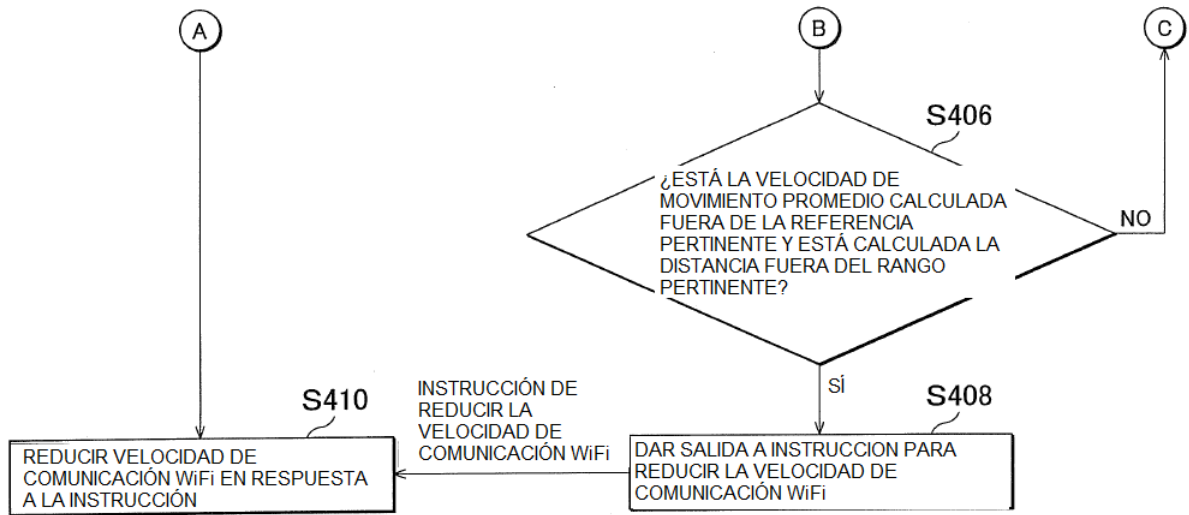 A
B
C
S406
¿ESTÁ LA VELOCIDAD DE
MOVIMIENTO PROMEDIO CALCULADA
FUERA DE LA REFERENCIA
PERTINENTE Y ESTÁ CALCULADA LA
DISTANCIA FUERA DEL RANGO
PERTINENTE?
NO
SÍ
S408
DAR SALIDA A INSTRUCCION PARA
REDUCIR LA VELOCIDAD DE
COMUNICACIÓN WiFi
INSTRUCCIÓN DE
REDUCIR LA
VELOCIDAD DE
COMUNICACIÓN WiFi
S410
REDUCIR VELOCIDAD DE
COMUNICACIÓN WiFi EN RESPUESTA
A LA INSTRUCCIÓN